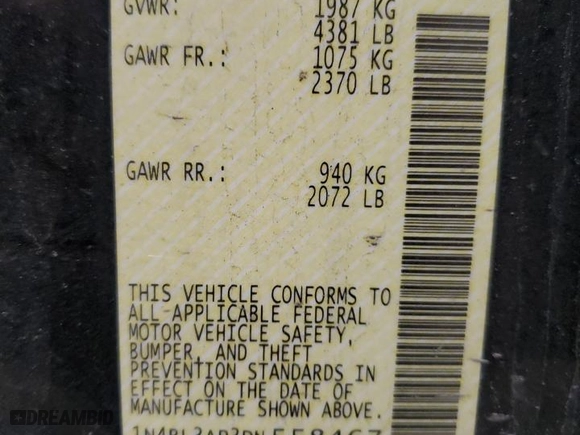 GVWR: 1987 KG
4381 LB
GAWR FR.: 1075 KG
2370 LB
GAWR RR.: 940 KG
2072 LB
THIS VEHICLE CONFORMS TO
ALL-APPLICABLE FEDERAL
MOTOR VEHICLE SAFETY,
BUMPER, AND THEFT
PREVENTION STANDARDS IN
EFFECT ON THE DATE OF
MANUFACTURE SHOWN ABOVE.
DREAMBID